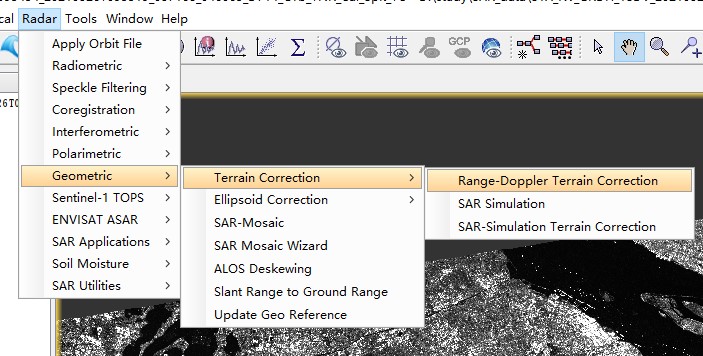 Radar Tools Window Help
GCP
Apply Orbit File
Radiometric
Speckle Filtering
Coregistration
Interferometric
Polarimetric
Geometric
Sentinel-1 TOPS
ENVISAT ASAR
SAR Applications
Soil Moisture
SAR Utilities
Terrain Correction
Ellipsoid Correction
SAR-Mosaic
SAR Mosaic Wizard
ALOS Deskewing
Slant Range to Ground Range
Update Geo Reference
Range-Doppler Terrain Correction
SAR Simulation
SAR-Simulation Terrain Correction